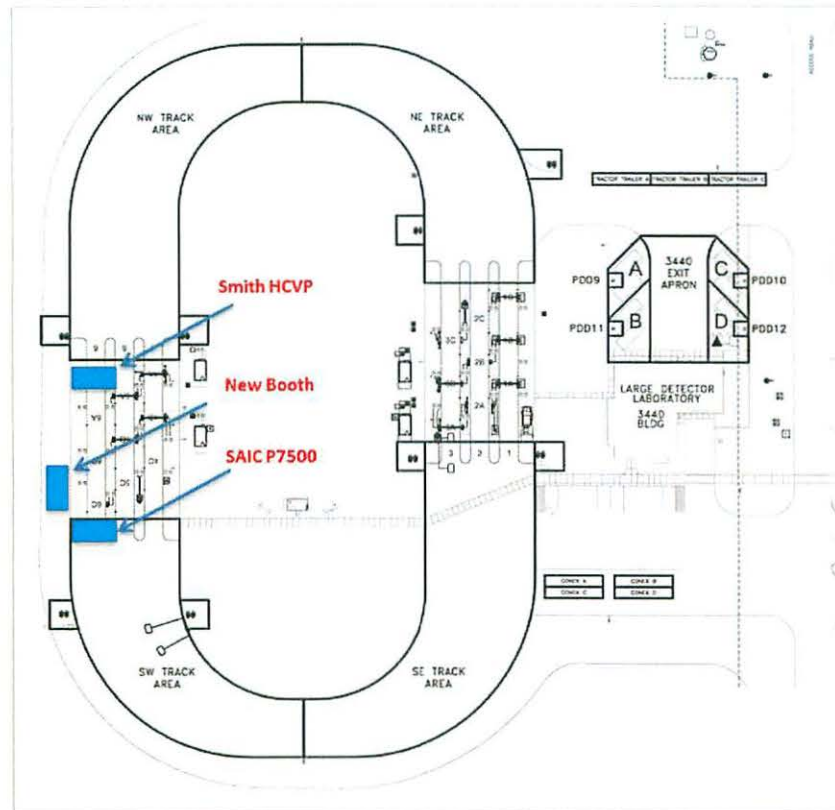 NW TRACK
AREA
NE TRACK
AREA
TRACTOR TRAILER A
TRACTOR TRAILER B
TRACTOR TRAILER C
Smith HCVP
New Booth
SAIC P7500
PDD9
A
3440
EXIT
APRON
C
PDD10
PDD11
B
D
PDD12
LARGE DETECTOR
LABORATORY
3440
BLDG
2C
3C
2B
2A
3
2
1
CONEX A
CONEX B
CONEX C
CONEX D
SW TRACK
AREA
SE TRACK
AREA